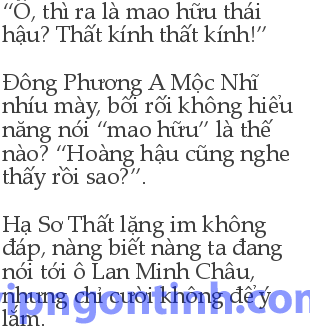 “Ồ, thì ra là mao hữu thái
hậu? Thất kính thất kính!”
Đông Phương A Mộc Nhĩ
nhíu mày, bối rối không hiểu
năng nói “mao hữu” là thế
nào? “Hoàng hậu cũng nghe
thấy rồi sao?”.
Hạ Sơ Thất lặng im không
đáp, nàng biết nàng ta đang
nói tới ô Lan Minh Châu,
nhưng chỉ cười không để ý
lắm.
vipngontinh.com